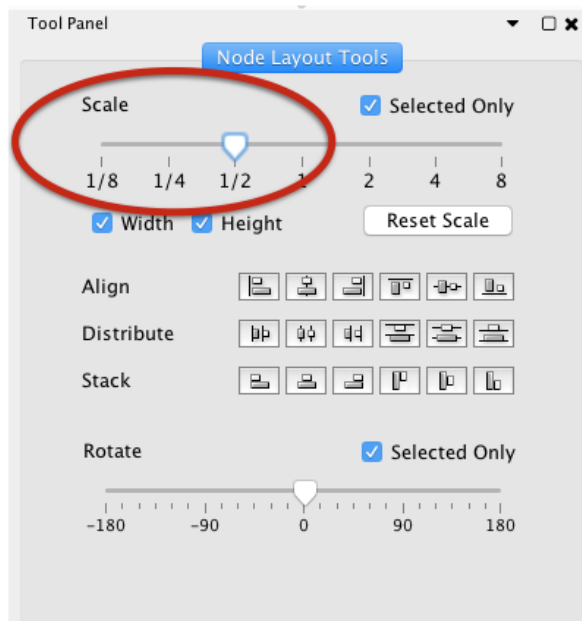 Tool Panel
Node Layout Tools
Scale
Selected Only
1/8 1/4 1/2 1 2 4 8
Width Height Reset Scale
Align
Distribute
Stack
Rotate
Selected Only
-180 -90 0 90 180